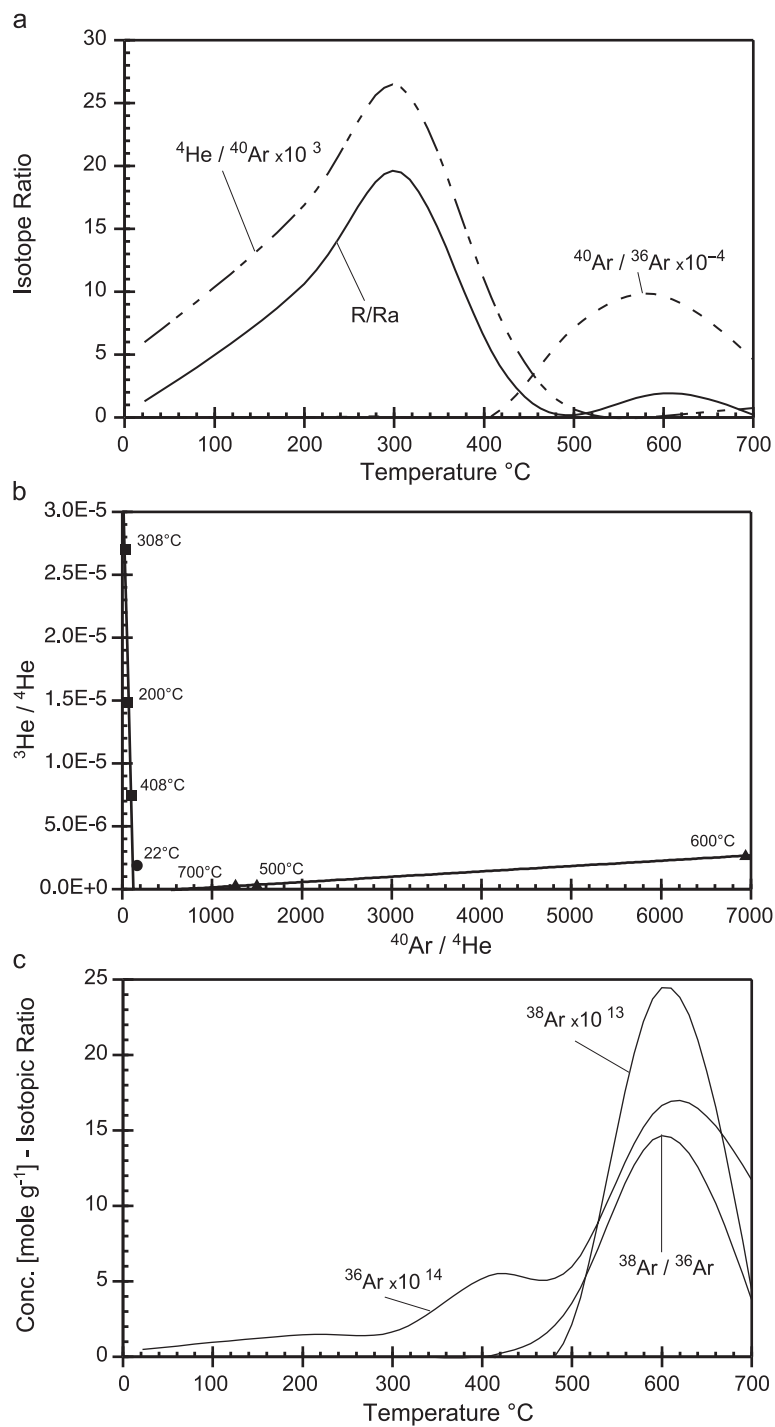 a
30
25
20
15
10
5
0
Isotope Ratio
⁴He / ⁴⁰Ar x10 ³
R/Ra
⁴⁰Ar / ³⁶Ar x10⁻⁴
0 100 200 300 400 500 600 700
Temperature °C
b
3.0E-5
2.5E-5
2.0E-5
1.5E-5
1.0E-5
5.0E-6
0.0E+0
³He / ⁴He
308°C
200°C
408°C
22°C
700°C
500°C
600°C
0 1000 2000 3000 4000 5000 6000 7000
⁴⁰Ar / ⁴He
c
25
20
15
10
5
0
Conc. [mole g⁻¹] - Isotopic Ratio
³⁸Ar x10 ¹³
³⁶Ar x10 ¹⁴
³⁸Ar / ³⁶Ar
0 100 200 300 400 500 600 700
Temperature °C